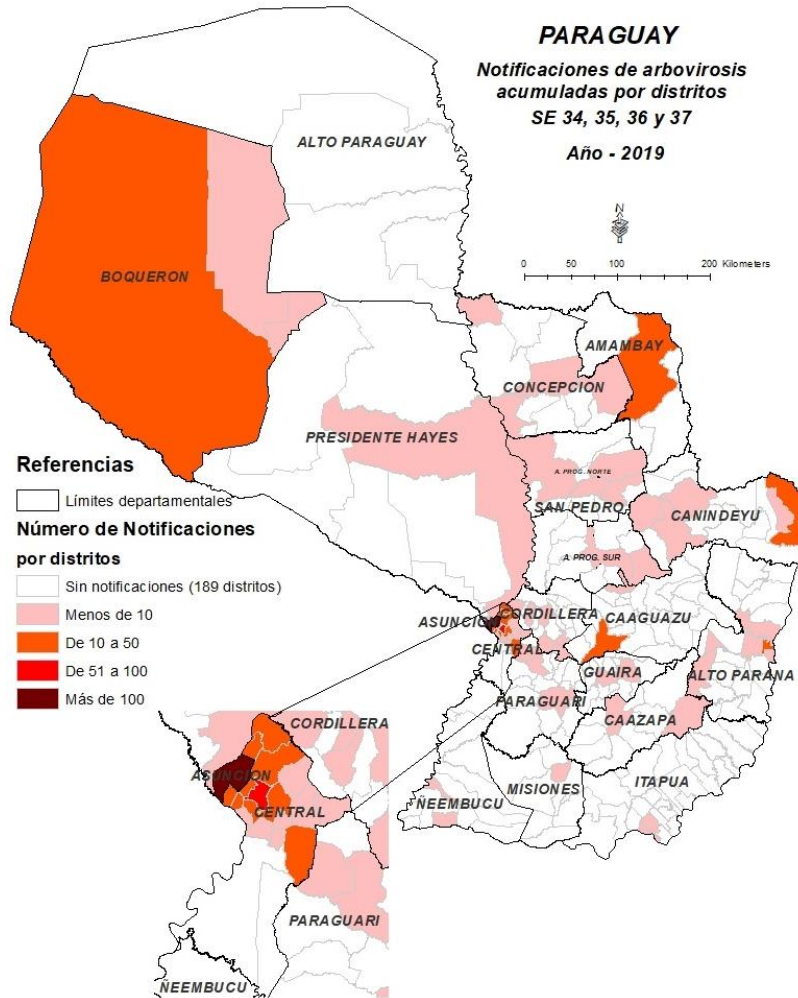 PARAGUAY
Notificaciones de arbovirosis
acumuladas por distritos
SE 34, 35, 36 y 37
Año - 2019
N
0 50 100 200 Kilometers
ALTO PARAGUAY
BOQUERON
AMAMBAY
CONCEPCION
PRESIDENTE HAYES
A. PROG. NORTE
SAN PEDRO
CANINDEYU
A. PROG. SUR
CORDILLERA
ASUNCION
CAAGUAZU
CENTRAL
GUAIRA
ALTO PARANA
PARAGUARI
CAAZAPA
ITAPUA
MISIONES
ÑEEMBUCU
Referencias
Límites departamentales
Número de Notificaciones
por distritos
Sin notificaciones (189 distritos)
Menos de 10
De 10 a 50
De 51 a 100
Más de 100
CORDILLERA
ASUNCION
CENTRAL
PARAGUARI
ÑEEMBUCU